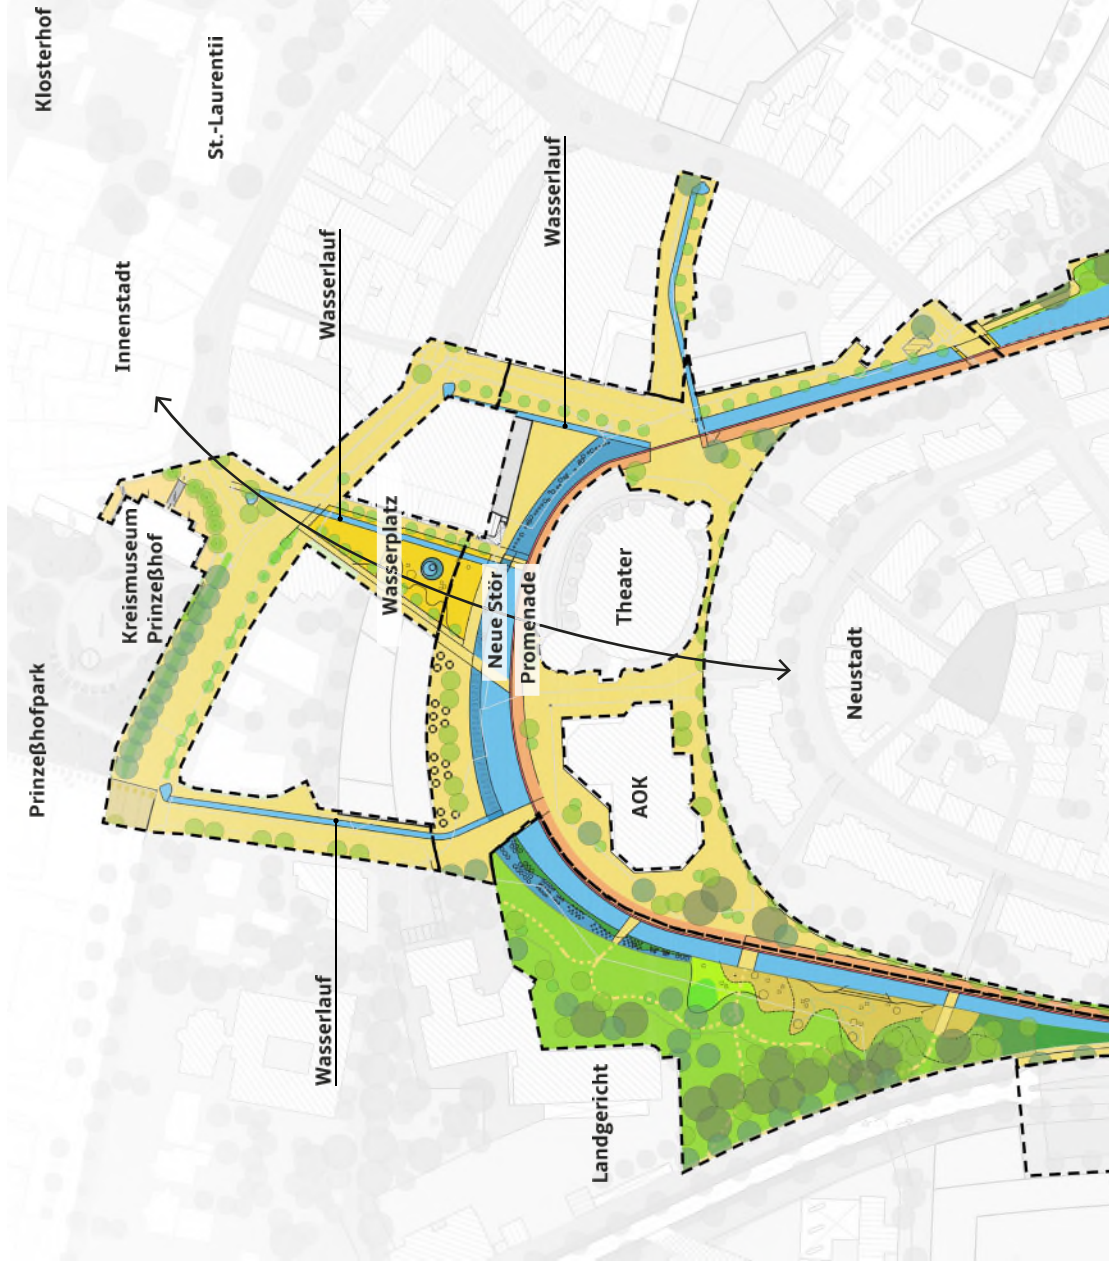 Prinzeßhofpark
Klosterhof
Innenstadt
Kreismuseum
Prinzeßhof
St.-Laurentii
Wasserlauf
Wasserlauf
Wasserplatz
Neue Stör
Promenade
Wasserlauf
Landgericht
Theater
AOK
Neustadt